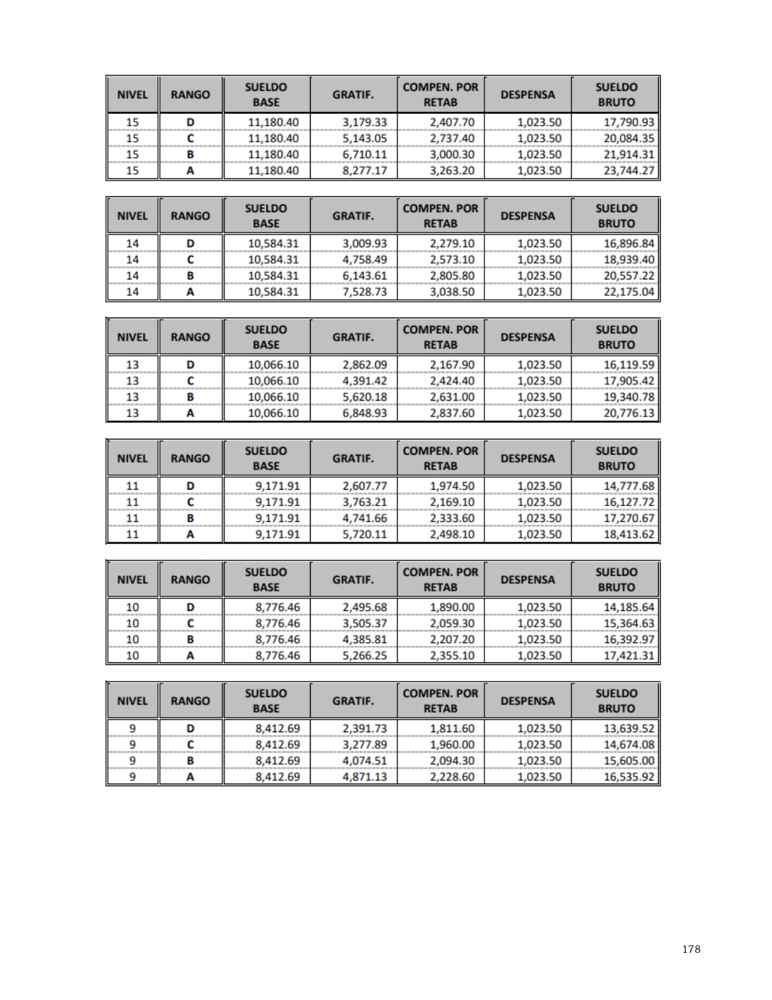 NIVEL RANGO SUELDO BASE GRATIF. COMPEN. POR RETAB DESPENSA SUELDO BRUTO
15 D 11,180.40 3,179.33 2,407.70 1,023.50 17,790.93
15 C 11,180.40 5,143.05 2,737.40 1,023.50 20,084.35
15 B 11,180.40 6,710.11 3,000.30 1,023.50 21,914.31
15 A 11,180.40 8,277.17 3,263.20 1,023.50 23,744.27
NIVEL RANGO SUELDO BASE GRATIF. COMPEN. POR RETAB DESPENSA SUELDO BRUTO
14 D 10,584.31 3,009.93 2,279.10 1,023.50 16,896.84
14 C 10,584.31 4,758.49 2,573.10 1,023.50 18,939.40
14 B 10,584.31 6,143.61 2,805.80 1,023.50 20,557.22
14 A 10,584.31 7,528.73 3,038.50 1,023.50 22,175.04
NIVEL RANGO SUELDO BASE GRATIF. COMPEN. POR RETAB DESPENSA SUELDO BRUTO
13 D 10,066.10 2,862.09 2,167.90 1,023.50 16,119.59
13 C 10,066.10 4,391.42 2,424.40 1,023.50 17,905.42
13 B 10,066.10 5,620.18 2,631.00 1,023.50 19,340.78
13 A 10,066.10 6,848.93 2,837.60 1,023.50 20,776.13
NIVEL RANGO SUELDO BASE GRATIF. COMPEN. POR RETAB DESPENSA SUELDO BRUTO
11 D 9,171.91 2,607.77 1,974.50 1,023.50 14,777.68
11 C 9,171.91 3,763.21 2,169.10 1,023.50 16,127.72
11 B 9,171.91 4,741.66 2,333.60 1,023.50 17,270.67
11 A 9,171.91 5,720.11 2,498.10 1,023.50 18,413.62
NIVEL RANGO SUELDO BASE GRATIF. COMPEN. POR RETAB DESPENSA SUELDO BRUTO
10 D 8,776.46 2,495.68 1,890.00 1,023.50 14,185.64
10 C 8,776.46 3,505.37 2,059.30 1,023.50 15,364.63
10 B 8,776.46 4,385.81 2,207.20 1,023.50 16,392.97
10 A 8,776.46 5,266.25 2,355.10 1,023.50 17,421.31
NIVEL RANGO SUELDO BASE GRATIF. COMPEN. POR RETAB DESPENSA SUELDO BRUTO
9 D 8,412.69 2,391.73 1,811.60 1,023.50 13,639.52
9 C 8,412.69 3,277.89 1,960.00 1,023.50 14,674.08
9 B 8,412.69 4,074.51 2,094.30 1,023.50 15,605.00
9 A 8,412.69 4,871.13 2,228.60 1,023.50 16,535.92
178